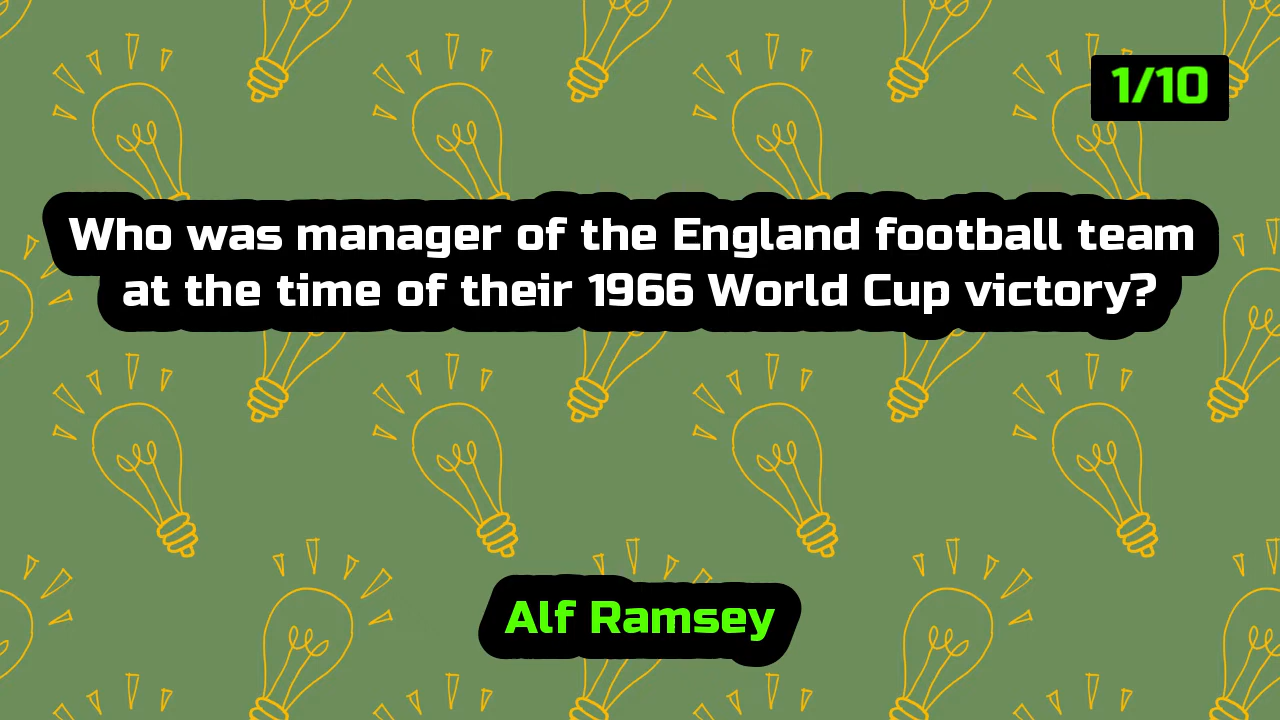 1/10
Who was manager of the England football team
at the time of their 1966 World Cup victory?
Alf Ramsey